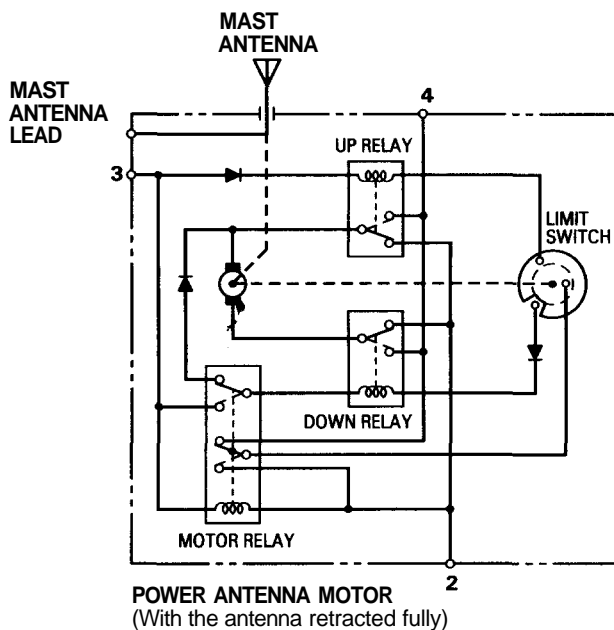 MAST
ANTENNA
MAST
ANTENNA
LEAD
4
UP RELAY
3
LIMIT
SWITCH
DOWN RELAY
MOTOR RELAY
2
POWER ANTENNA MOTOR
(With the antenna retracted fully)